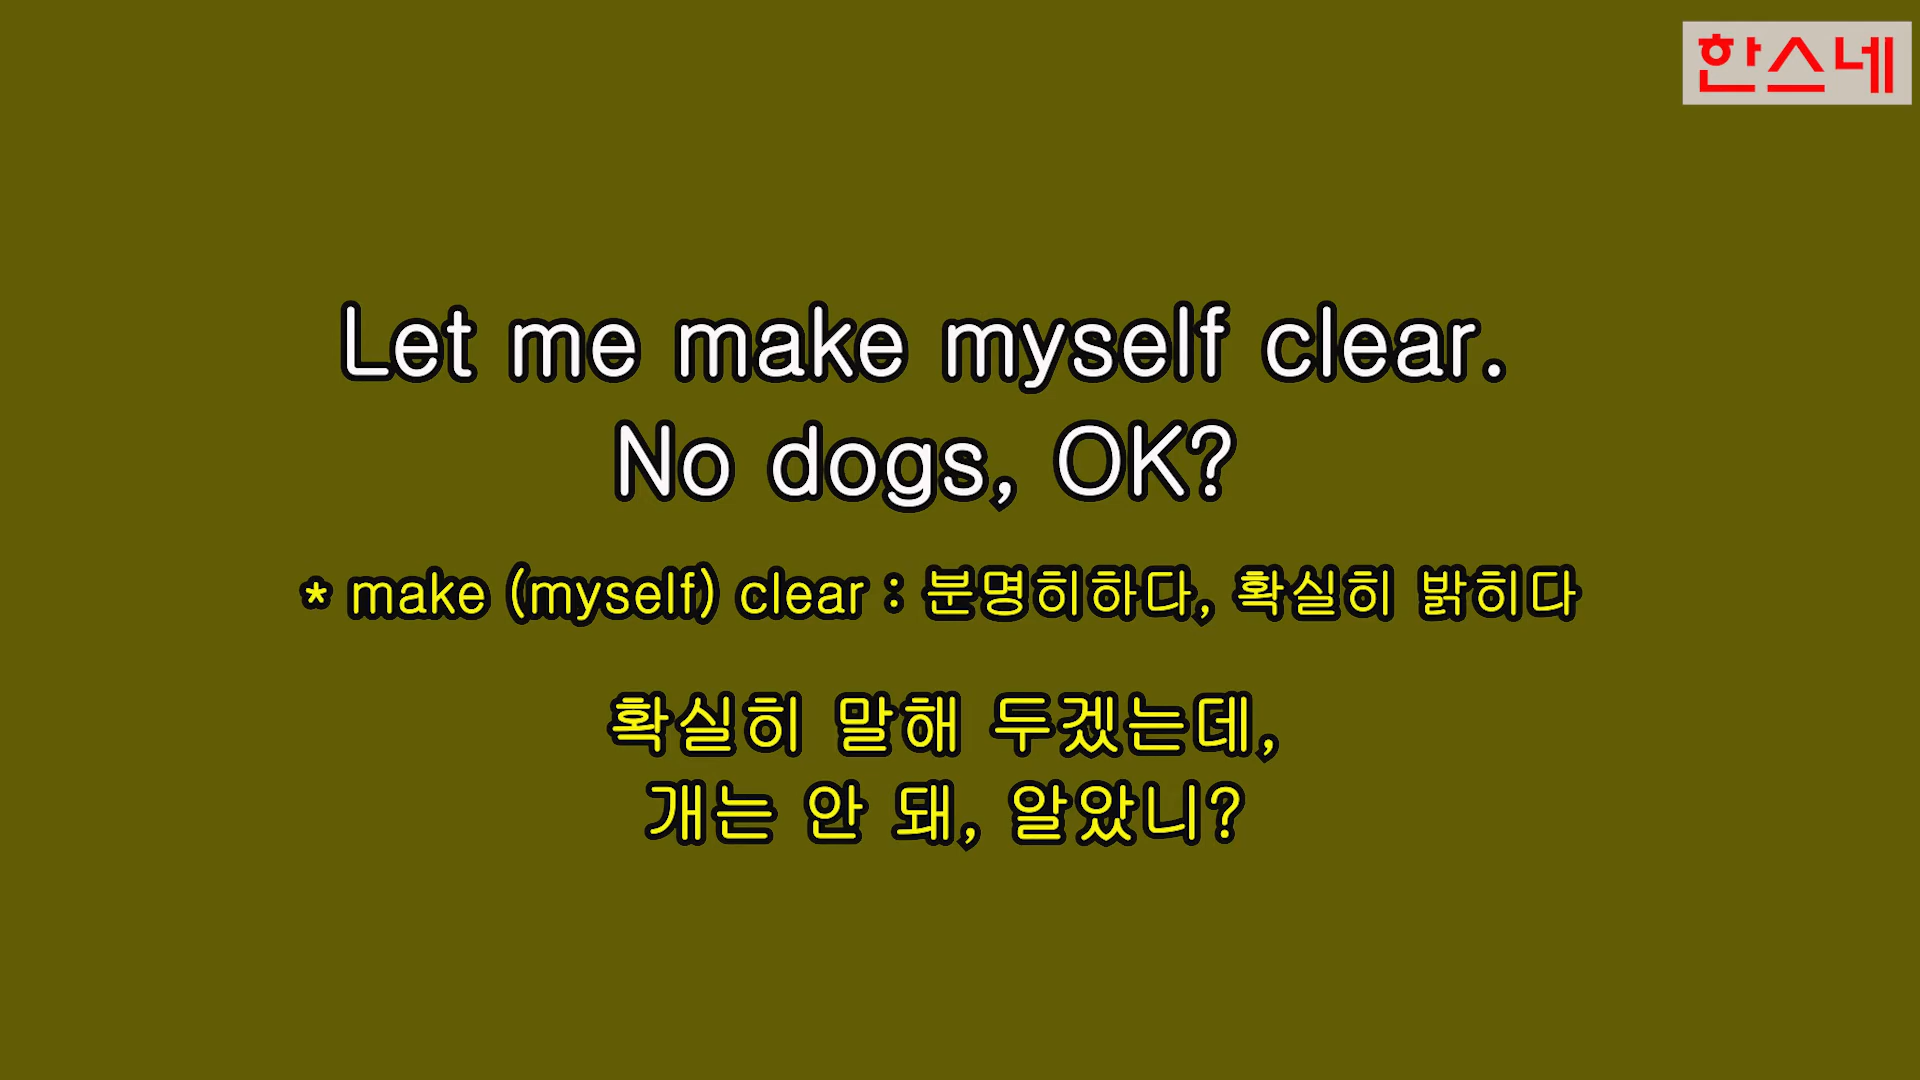 한스네
Let me make myself clear.
No dogs, OK?
* make (myself) clear : 분명히하다, 확실히 밝히다
확실히 말해 두겠는데,
개는 안 돼, 알았니?